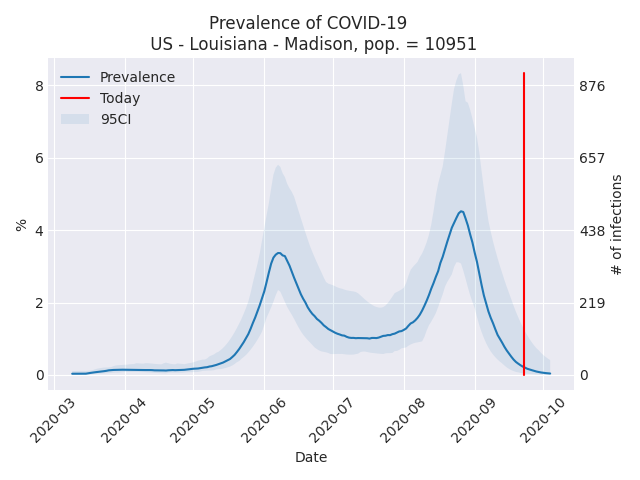 Prevalence of COVID-19
US - Louisiana - Madison, pop. = 10951
Prevalence
Today
95CI
8
6
4
2
0
%
876
657
438
219
0
# of infections
2020-03
2020-04
2020-05
2020-06
2020-07
2020-08
2020-09
2020-10
Date